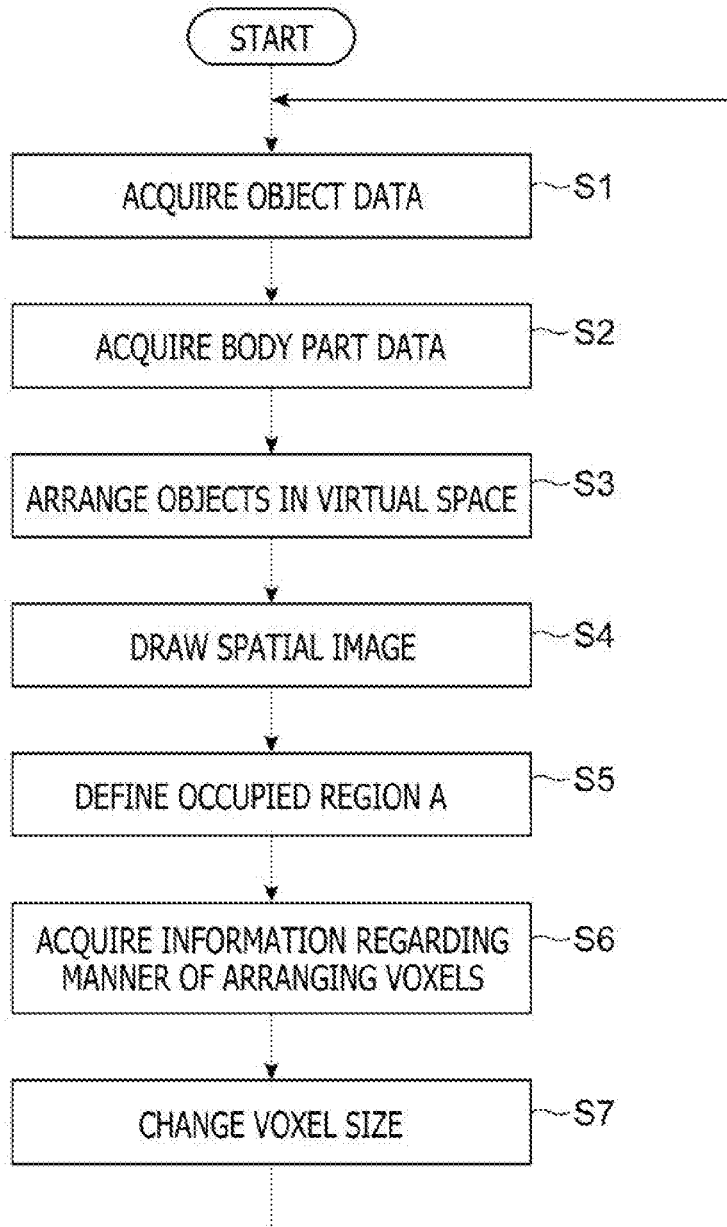 START
ACQUIRE OBJECT DATA
S1
ACQUIRE BODY PART DATA
S2
ARRANGE OBJECTS IN VIRTUAL SPACE
S3
DRAW SPATIAL IMAGE
S4
DEFINE OCCUPIED REGION A
S5
ACQUIRE INFORMATION REGARDING
MANNER OF ARRANGING VOXELS
S6
CHANGE VOXEL SIZE
S7